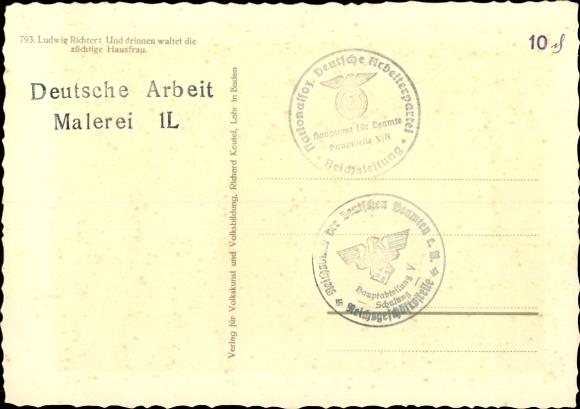 793. Ludwig Richter: Und drinnen waltet die
züchtige Hausfrau.
10
Deutsche Arbeit
Malerei 1L
Verlag für Volkskunst und Volksbildung, Richard Keutel, Lahr in Baden
Nationalsoz. Deutsche Arbeiterpartei
Hauptamt für Beamte
Hauptstelle V/B
Reichsleitung
Reichsbund der Deutschen Beamten e. V.
Hauptabteilung V
Schulung
Reichsgeschäftsstelle